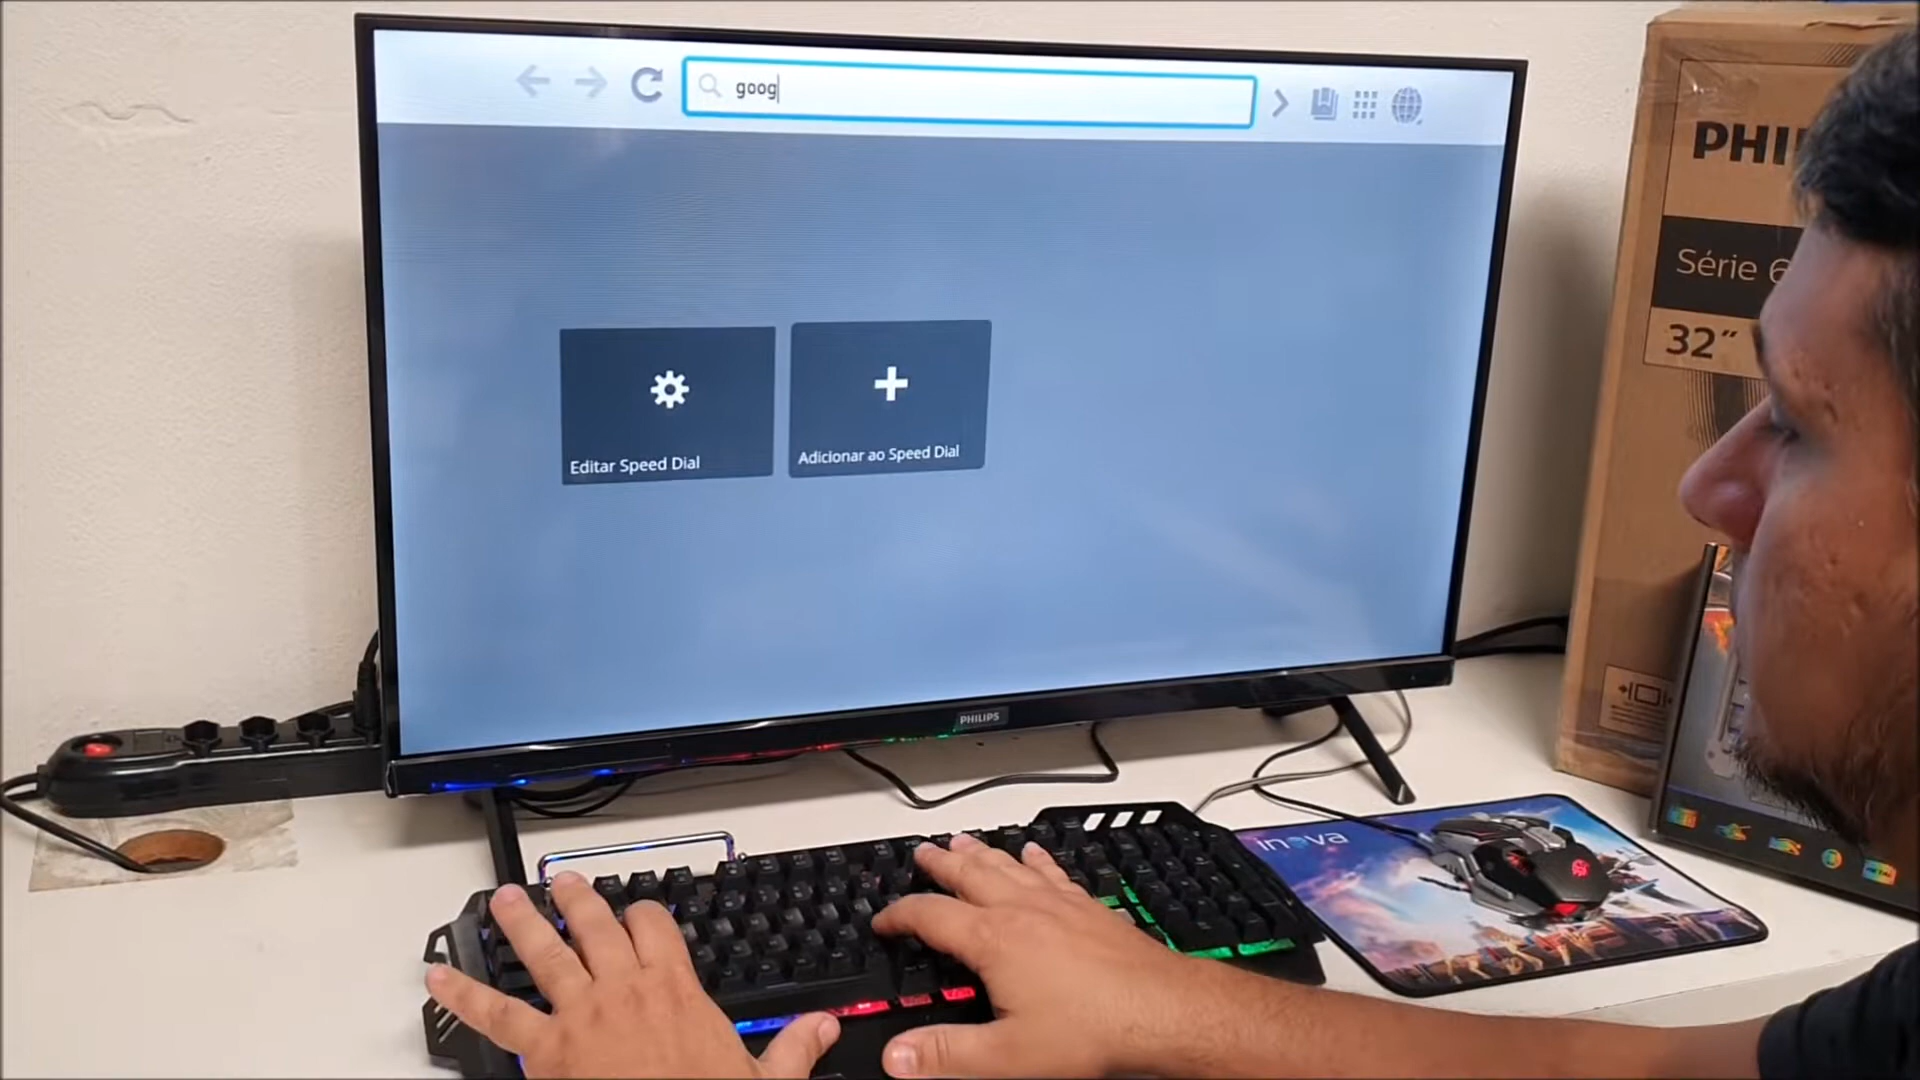 goog
Editar Speed Dial
Adicionar ao Speed Dial
PHILIPS
PHI
Série 6
32"
inova